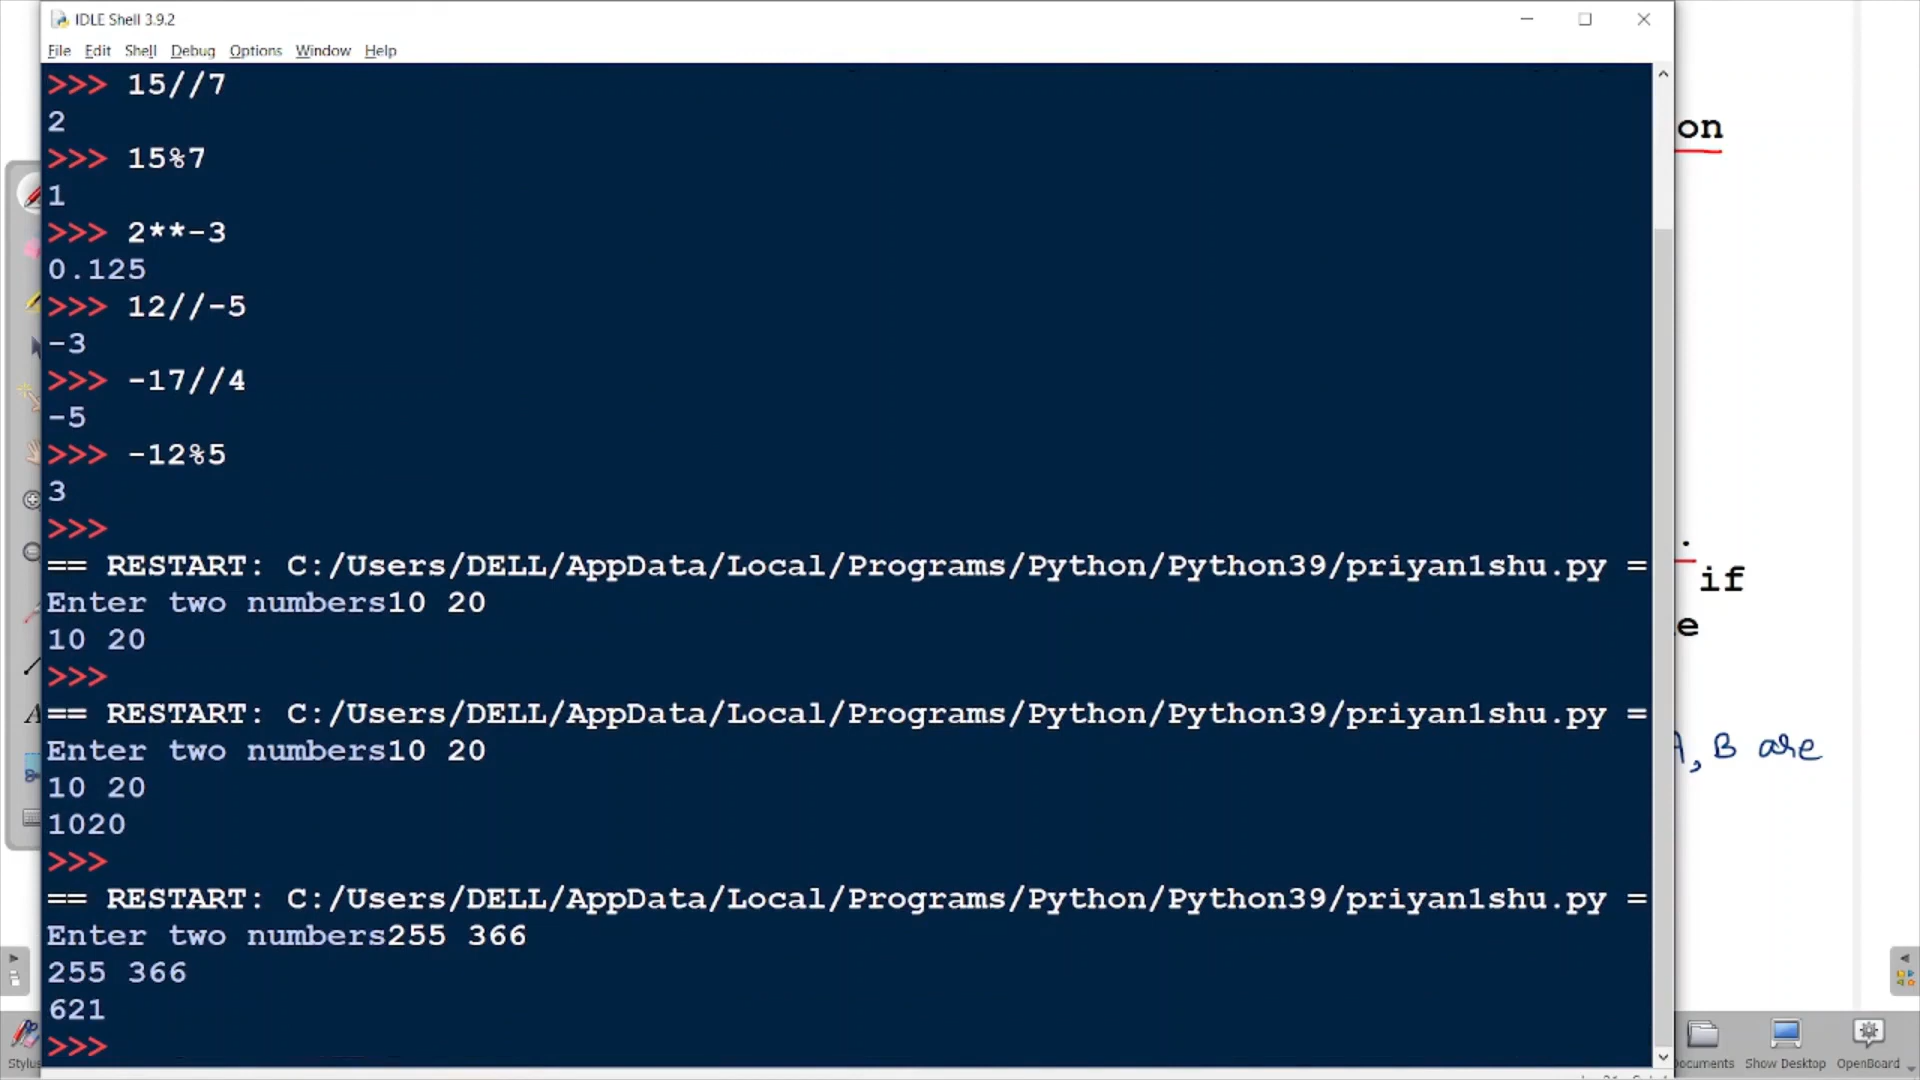 IDLE Shell 3.9.2
File Edit Shell Debug Options Window Help
>>> 15//7
2
>>> 15%7
1
>>> 2**-3
0.125
>>> 12//-5
-3
>>> -17//4
-5
>>> -12%5
3
>>>
== RESTART: C:/Users/DELL/AppData/Local/Programs/Python/Python39/priyan1shu.py =
Enter two numbers10 20
10 20
>>>
== RESTART: C:/Users/DELL/AppData/Local/Programs/Python/Python39/priyan1shu.py =
Enter two numbers10 20
10 20
1020
>>>
== RESTART: C:/Users/DELL/AppData/Local/Programs/Python/Python39/priyan1shu.py =
Enter two numbers255 366
255 366
621
>>>
on
.
if
e
A, B are
Stylus
Documents Show Desktop OpenBoard